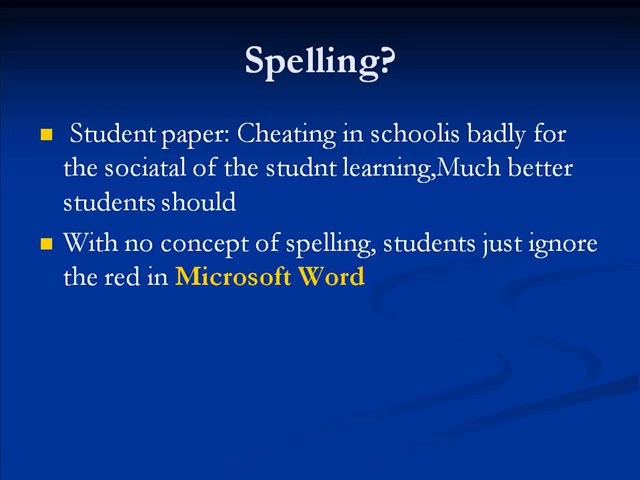 Spelling?
Student paper: Cheating in schoolis badly for
the sociatal of the studnt learning,Much better
students should
With no concept of spelling, students just ignore
the red in Microsoft Word